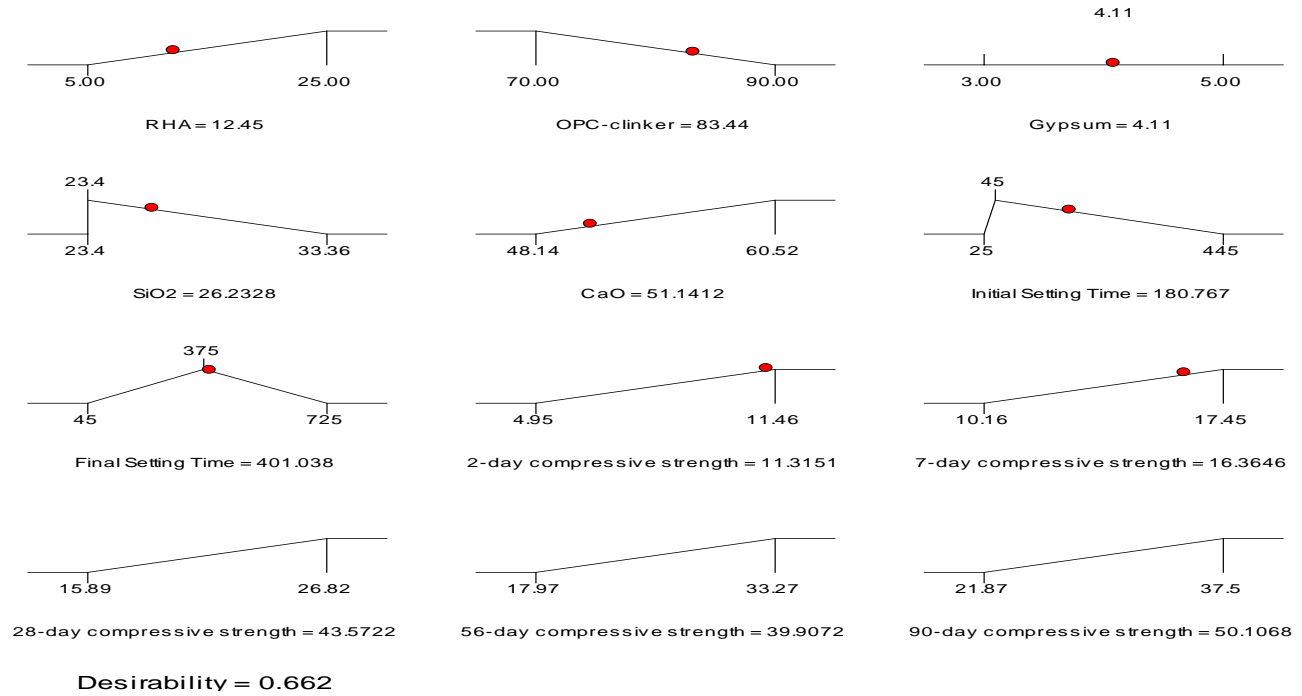 4.11
5.00 25.00 70.00 90.00 3.00 5.00
RHA = 12.45 OPC-clinker = 83.44 Gypsum = 4.11
23.4 45
23.4 33.36 48.14 60.52 25 445
SiO2 = 26.2328 CaO = 51.1412 Initial Setting Time = 180.767
375
45 725 4.95 11.46 10.16 17.45
Final Setting Time = 401.038 2-day compressive strength = 11.3151 7-day compressive strength = 16.3646
15.89 26.82 17.97 33.27 21.87 37.5
28-day compressive strength = 43.5722 56-day compressive strength = 39.9072 90-day compressive strength = 50.1068
Desirability = 0.662